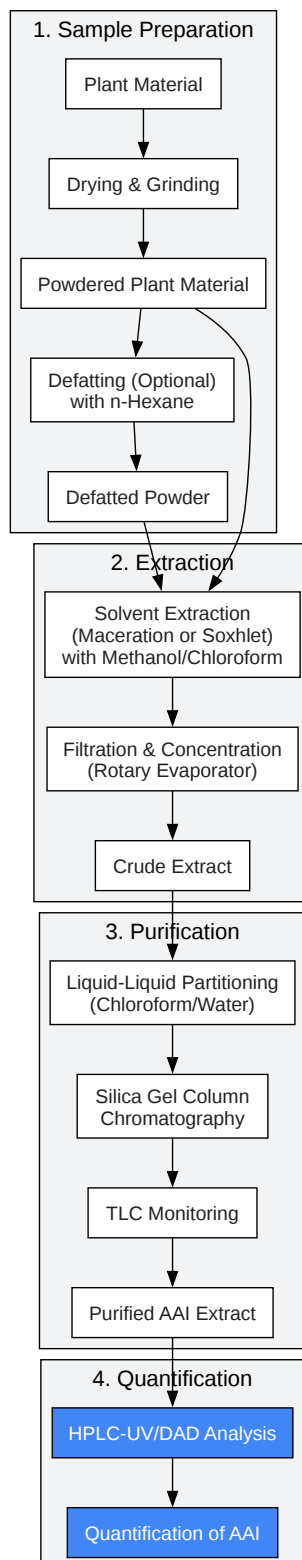 1. Sample Preparation
Plant Material
Drying & Grinding
Powdered Plant Material
Defatting (Optional)
with n-Hexane
Defatted Powder
2. Extraction
Solvent Extraction
(Maceration or Soxhlet)
with Methanol/Chloroform
Filtration & Concentration
(Rotary Evaporator)
Crude Extract
3. Purification
Liquid-Liquid Partitioning
(Chloroform/Water)
Silica Gel Column
Chromatography
TLC Monitoring
Purified AAI Extract
4. Quantification
HPLC-UV/DAD Analysis
Quantification of AAI